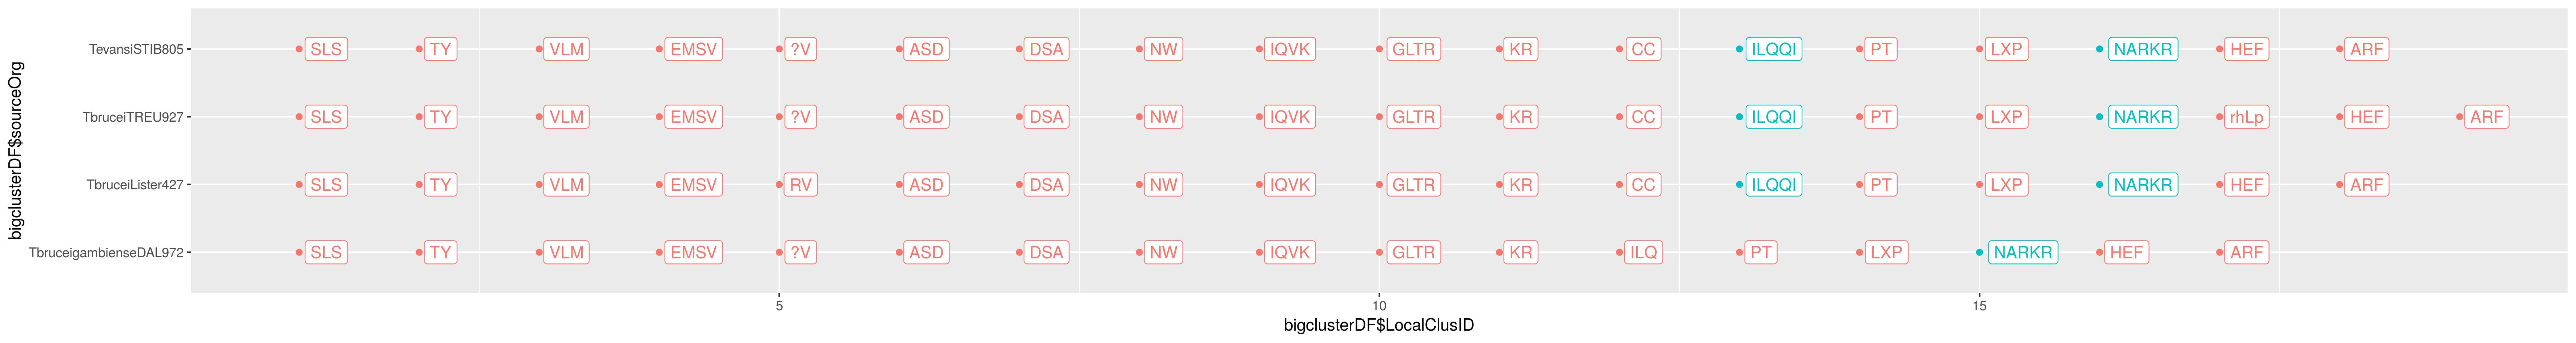 TevansiSTIB805 SLS TY VLM EMSV ?V ASD DSA NW IQVK GLTR KR CC ILQQI PT LXP NARKR HEF ARF
TbruceiTREU927 SLS TY VLM EMSV ?V ASD DSA NW IQVK GLTR KR CC ILQQI PT LXP NARKR rhLp HEF ARF
TbruceiLister427 SLS TY VLM EMSV RV ASD DSA NW IQVK GLTR KR CC ILQQI PT LXP NARKR HEF ARF
TbruceigambienseDAL972 SLS TY VLM EMSV ?V ASD DSA NW IQVK GLTR KR ILQ PT LXP NARKR HEF ARF
5 10 15
bigclusterDF$LocalClusID
bigclusterDF$sourceOrg